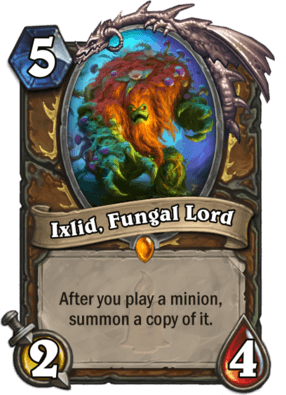 5
Ixlid, Fungal Lord
After you play a minion,
summon a copy of it.
2
4